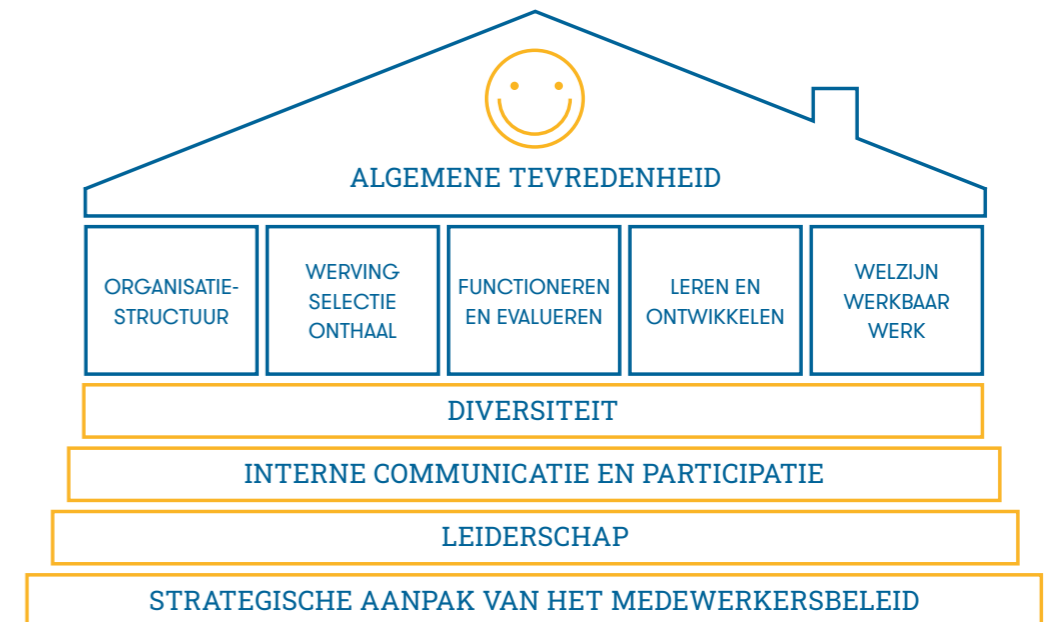 ALGEMENE TEVREDENHEID
ORGANISATIE-
STRUCTUUR
WERVING
SELECTIE
ONTHAAL
FUNCTIONEREN
EN EVALUEREN
LEREN EN
ONTWIKKELEN
WELZIJN
WERKBAAR
WERK
DIVERSITEIT
INTERNE COMMUNICATIE EN PARTICIPATIE
LEIDERSCHAP
STRATEGISCHE AANPAK VAN HET MEDEWERKERSBELEID